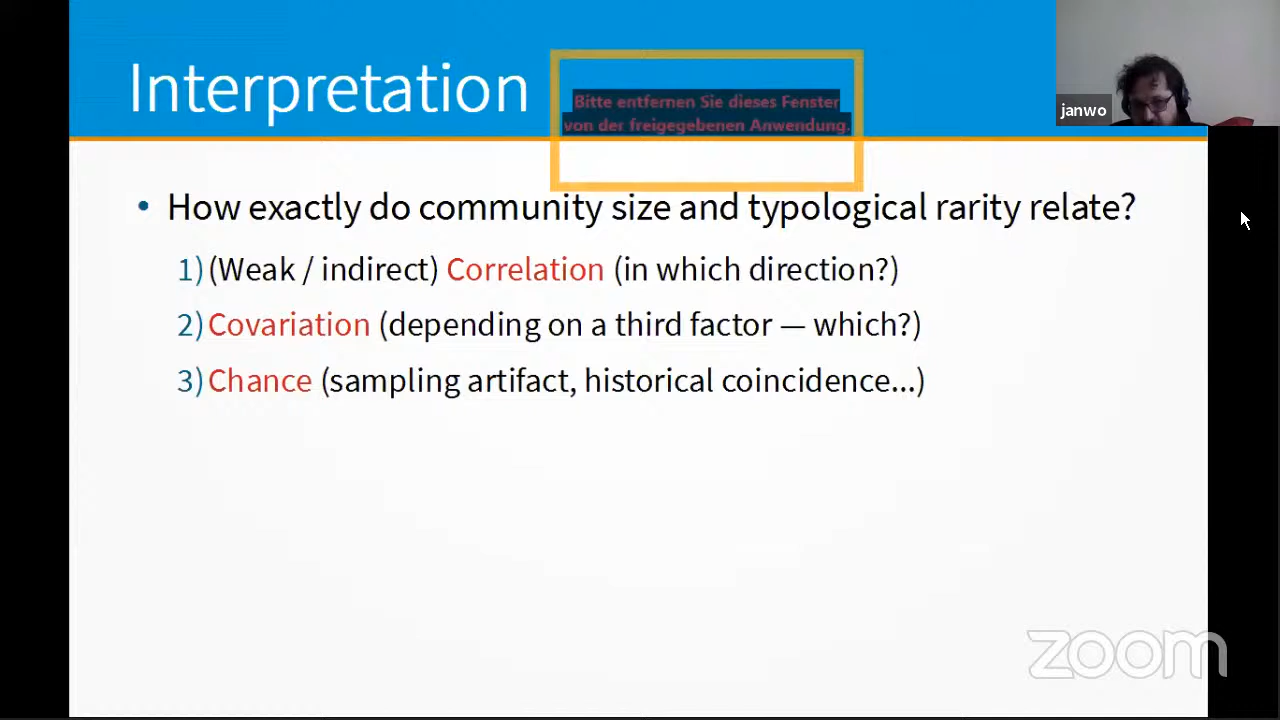 Interpretation
Bitte entfernen Sie dieses Fenster
von der freigegebenen Anwendung.
janwo
• How exactly do community size and typological rarity relate?
1) (Weak / indirect) Correlation (in which direction?)
2) Covariation (depending on a third factor — which?)
3) Chance (sampling artifact, historical coincidence...)
zoom